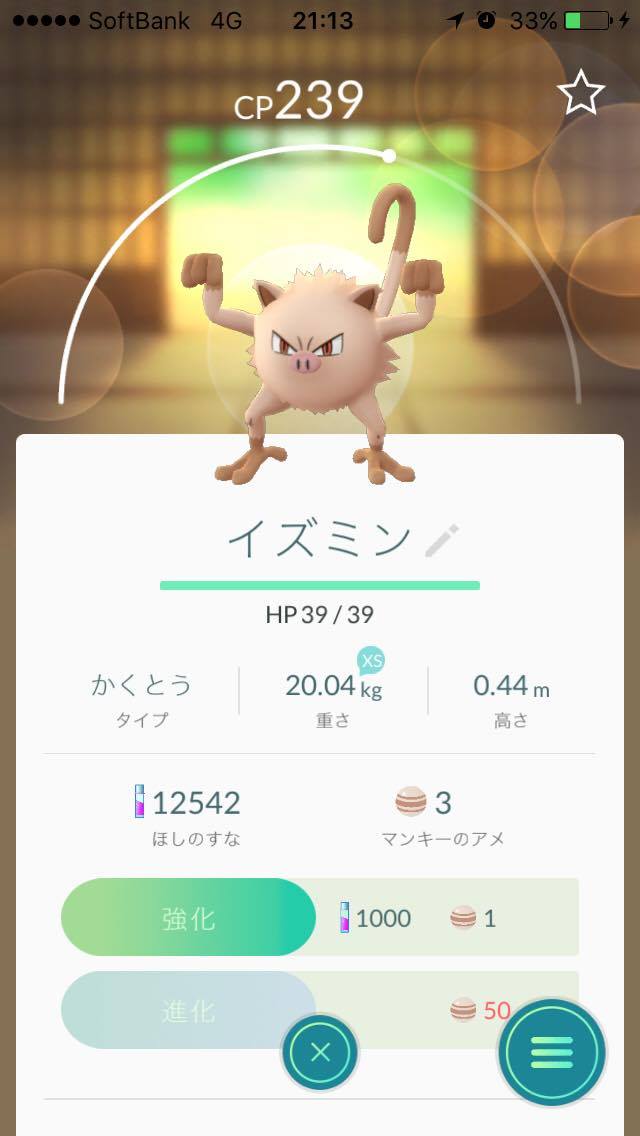 SoftBank 4G 21:13 33%
CP239
イズミン
HP 39 / 39
XS
かくとう 20.04 kg 0.44 m
タイプ 重さ 高さ
12542 3
ほしのすな マンキーのアメ
強化 1000 1
進化 50